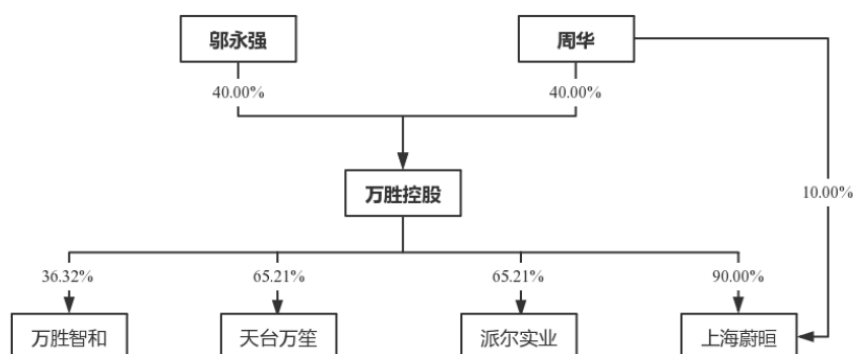 邬永强
周华
40.00%
40.00%
万胜控股
10.00%
36.32%
65.21%
65.21%
90.00%
万胜智和
天台万笙
派尔实业
上海蔚晅